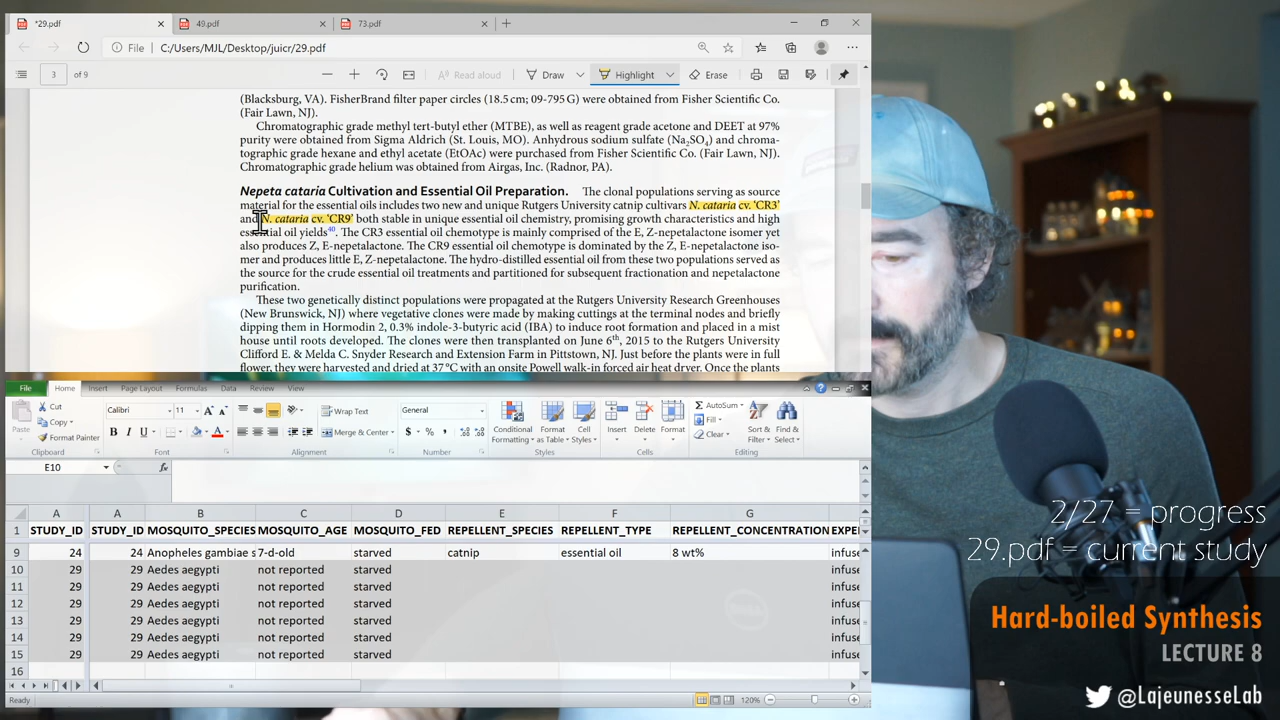 *29.pdf
49.pdf
73.pdf
File C:/Users/MJL/Desktop/juicr/29.pdf
3 of 9 Read aloud Draw Highlight Erase
(Blacksburg, VA). FisherBrand filter paper circles (18.5 cm; 09-795 G) were obtained from Fisher Scientific Co.
(Fair Lawn, NJ).
Chromatographic grade methyl tert-butyl ether (MTBE), as well as reagent grade acetone and DEET at 97%
purity were obtained from Sigma Aldrich (St. Louis, MO). Anhydrous sodium sulfate (Na2SO4) and chroma-
tographic grade hexane and ethyl acetate (EtOAc) were purchased from Fisher Scientific Co. (Fair Lawn, NJ).
Chromatographic grade helium was obtained from Airgas, Inc. (Radnor, PA).
Nepeta cataria Cultivation and Essential Oil Preparation. The clonal populations serving as source
material for the essential oils includes two new and unique Rutgers University catnip cultivars N. cataria cv. 'CR3'
and N. cataria cv. 'CR9' both stable in unique essential oil chemistry, promising growth characteristics and high
essential oil yields40. The CR3 essential oil chemotype is mainly comprised of the E, Z-nepetalactone isomer yet
also produces Z, E-nepetalactone. The CR9 essential oil chemotype is dominated by the Z, E-nepetalactone iso-
mer and produces little E, Z-nepetalactone. The hydro-distilled essential oil from these two populations served as
the source for the crude essential oil treatments and partitioned for subsequent fractionation and nepetalactone
purification.
These two genetically distinct populations were propagated at the Rutgers University Research Greenhouses
(New Brunswick, NJ) where vegetative clones were made by making cuttings at the terminal nodes and briefly
dipping them in Hormodin 2, 0.3% indole-3-butyric acid (IBA) to induce root formation and placed in a mist
house until roots developed. The clones were then transplanted on June 6th, 2015 to the Rutgers University
Clifford E. & Melda C. Snyder Research and Extension Farm in Pittstown, NJ. Just before the plants were in full
flower, they were harvested and dried at 37 °C with an onsite Powell walk-in forced air heat dryer. Once the plants
File Home Insert Page Layout Formulas Data Review View
Cut
Copy
Format Painter
Paste
Clipboard
Calibri 11
B I U
Font
Wrap Text
Merge & Center
Alignment
General
$ % ,
Number
Conditional Formatting
Format as Table
Cell Styles
Styles
Insert Delete Format
Cells
AutoSum
Fill
Clear
Sort & Filter
Find & Select
Editing
E10 fx
A A B C D E F G
1 STUDY_ID STUDY_ID MOSQUITO_SPECIES MOSQUITO_AGE MOSQUITO_FED REPELLENT_SPECIES REPELLENT_TYPE REPELLENT_CONCENTRATION EXPE
9 24 24 Anopheles gambiae s 7-d-old starved catnip essential oil 8 wt% infuse
10 29 29 Aedes aegypti not reported starved infuse
11 29 29 Aedes aegypti not reported starved infuse
12 29 29 Aedes aegypti not reported starved infuse
13 29 29 Aedes aegypti not reported starved infuse
14 29 29 Aedes aegypti not reported starved infuse
15 29 29 Aedes aegypti not reported starved infuse
16
Ready 120%
2/27 = progress
29.pdf = current study
Hard-boiled Synthesis
LECTURE 8
@LajeunesseLab